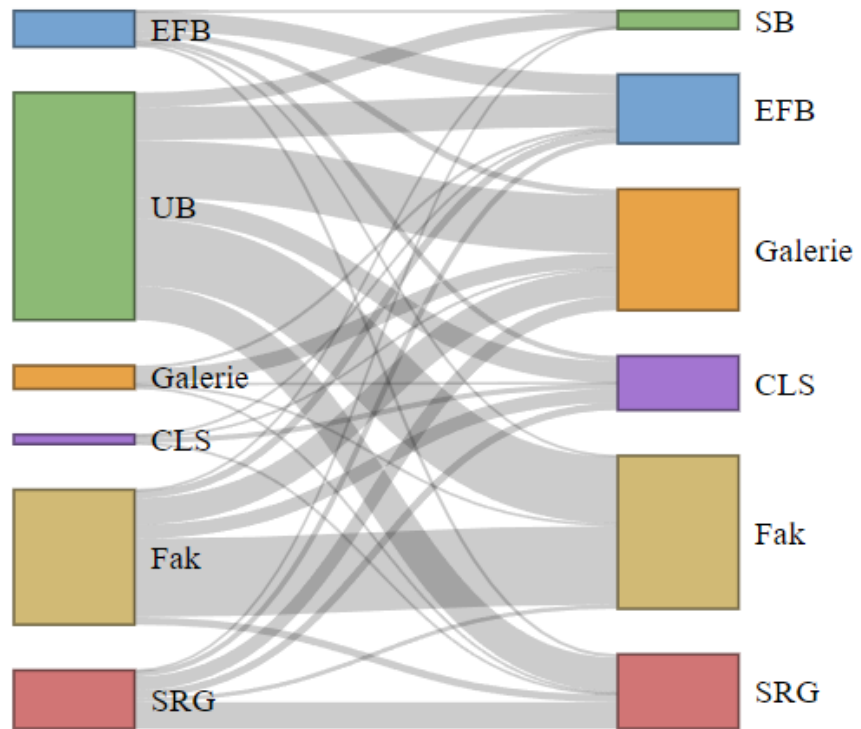 EFB
UB
Galerie
CLS
Fak
SRG
SB
EFB
Galerie
CLS
Fak
SRG